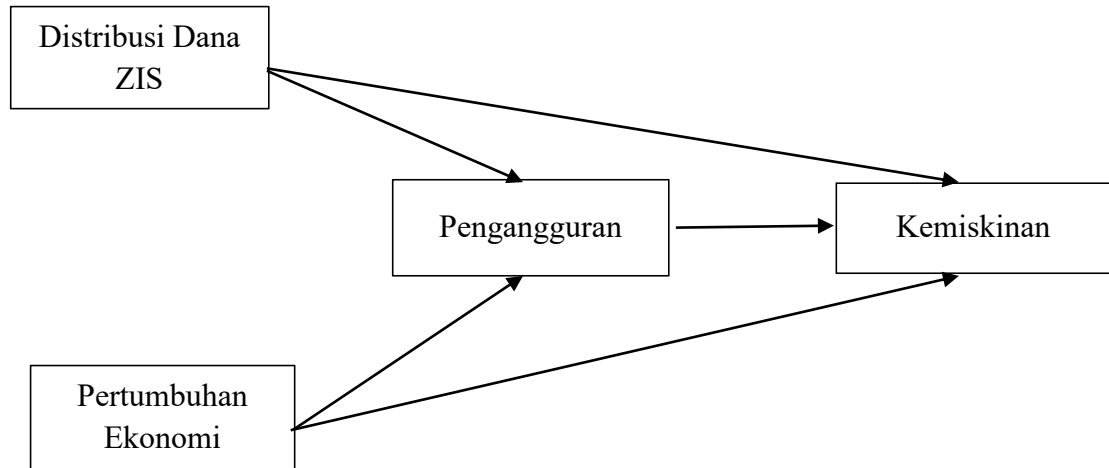 Distribusi Dana
ZIS
Pengangguran
Kemiskinan
Pertumbuhan
Ekonomi